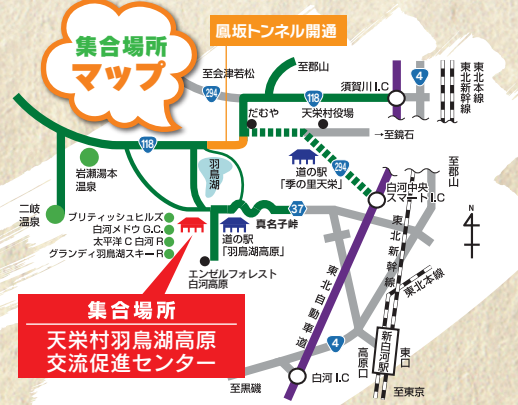 集合場所
マップ
鳳坂トンネル開通
至会津若松
294
至郡山
118
須賀川I.C
4
東北新幹線
東北本線
だむや
天栄村役場
→至鏡石
118
岩瀬湯本
温泉
羽鳥湖
道の駅
「季の里天栄」
294
至郡山
白河中央
スマートI.C
二岐
温泉
ブリティッシュヒルズ
白河メドウG.C.
太平洋C白河R
グランディ羽鳥湖スキーR
道の駅
「羽鳥湖高原」
37
真名子峠
エンゼルフォレスト
白河高原
東北新幹線
東北本線
4
東北自動車道
集合場所
天栄村羽鳥湖高原
交流促進センター
4
高原口
新白河駅
東口
至黒磯
白河I.C
至東京